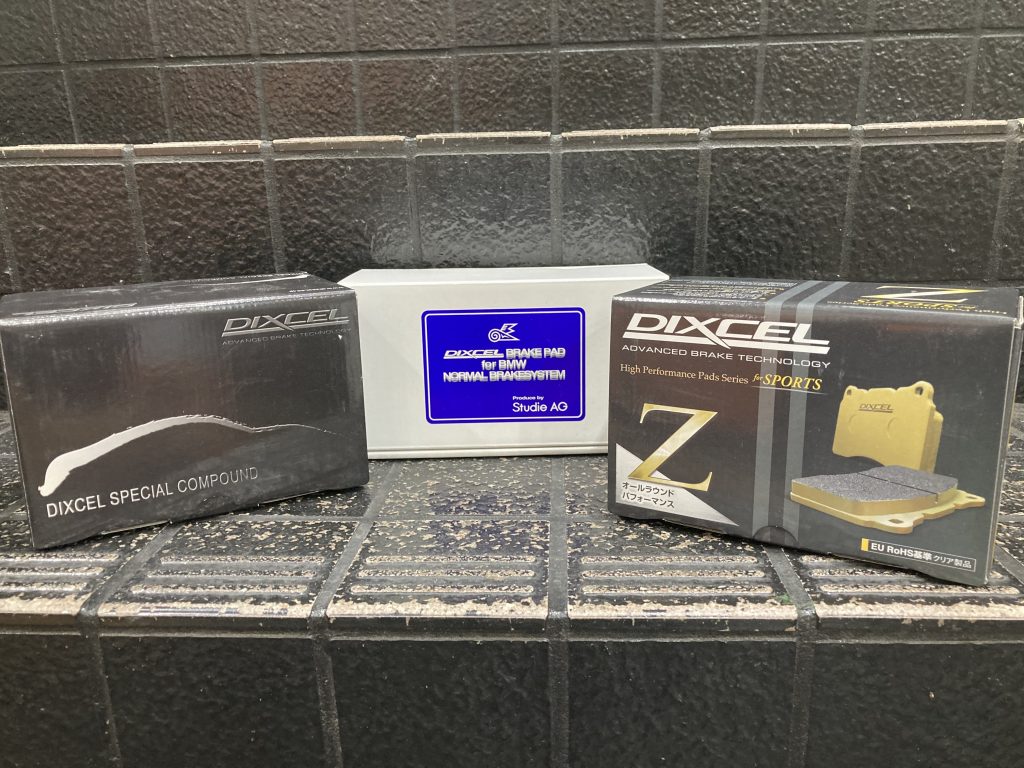 DIXCEL
ADVANCED BRAKE TECHNOLOGY
DIXCEL SPECIAL COMPOUND
DIXCEL BRAKE PAD
for BMW
NORMAL BRAKESYSTEM
Produce by
Studie AG
Z
DIXCEL
ADVANCED BRAKE TECHNOLOGY
High Performance Pads Series for SPORTS
Z
オールラウンド
パフォーマンス
DIXCEL
EU RoHS基準クリア製品